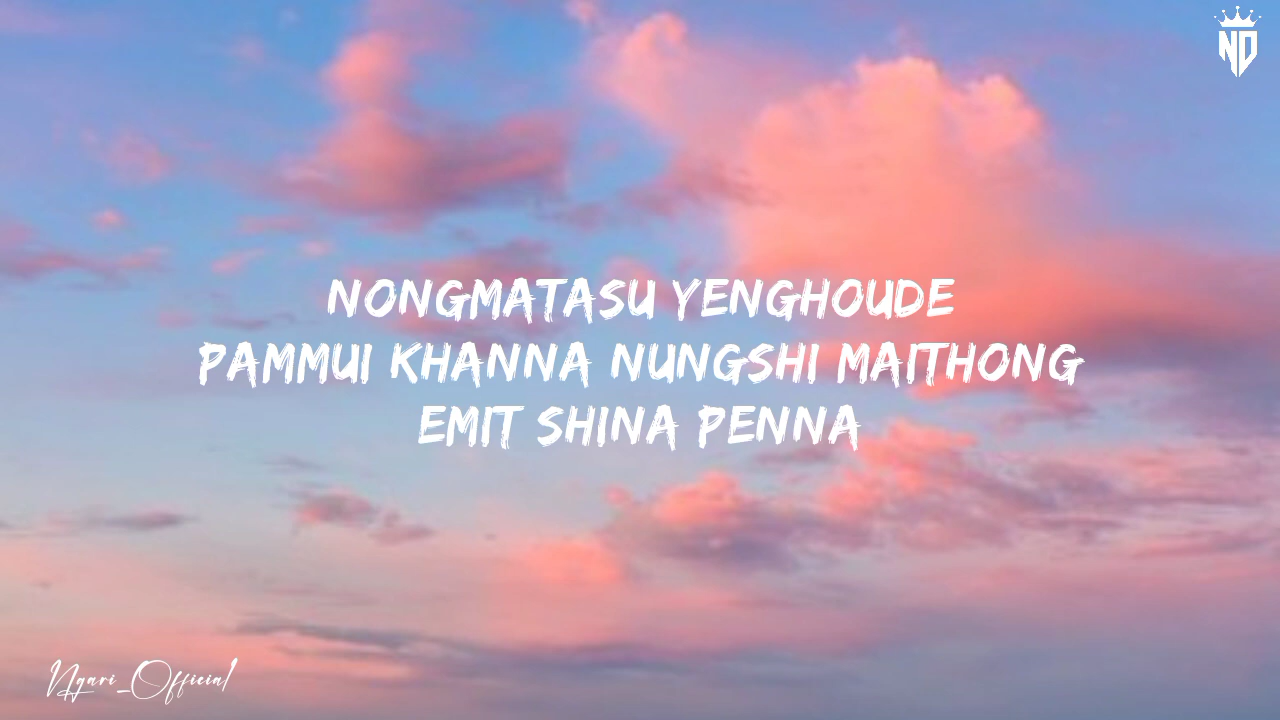 ND
NONGMATASU YENGHOUDE
PAMMUI KHANNA NUNGSHI MAITHONG
EMIT SHINA PENNA
Ngari_Official